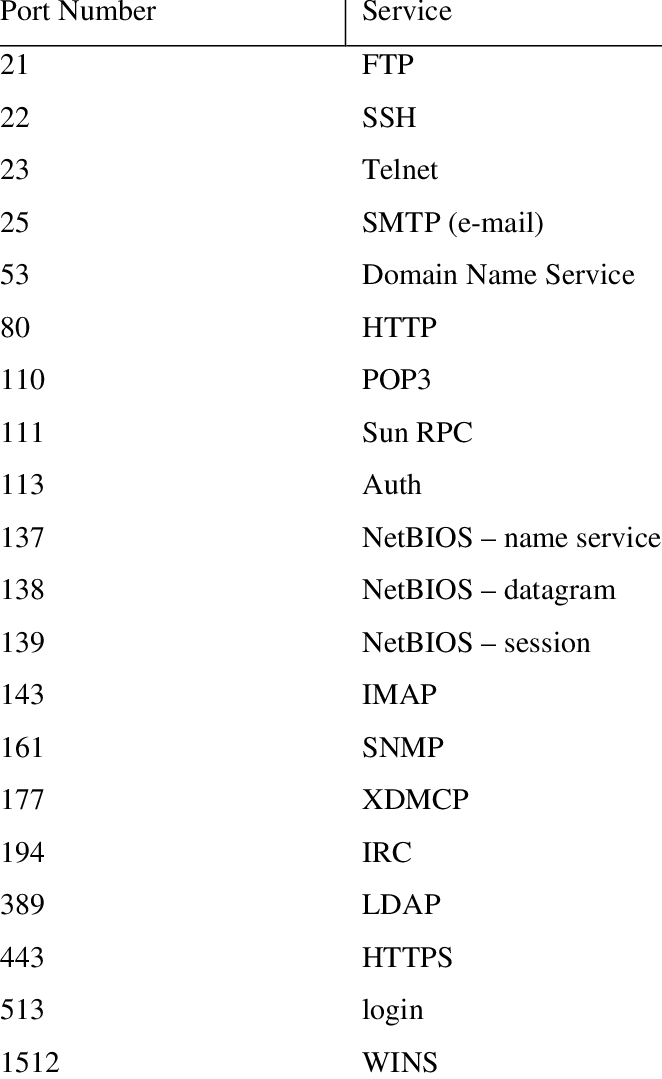 Port Number Service
21 FTP
22 SSH
23 Telnet
25 SMTP (e-mail)
53 Domain Name Service
80 HTTP
110 POP3
111 Sun RPC
113 Auth
137 NetBIOS – name service
138 NetBIOS – datagram
139 NetBIOS – session
143 IMAP
161 SNMP
177 XDMCP
194 IRC
389 LDAP
443 HTTPS
513 login
1512 WINS